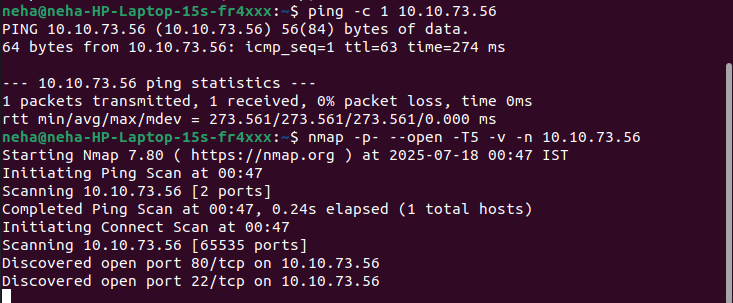 neha@neha-HP-Laptop-15s-fr4xxx:~$ ping -c 1 10.10.73.56
PING 10.10.73.56 (10.10.73.56) 56(84) bytes of data.
64 bytes from 10.10.73.56: icmp_seq=1 ttl=63 time=274 ms

--- 10.10.73.56 ping statistics ---
1 packets transmitted, 1 received, 0% packet loss, time 0ms
rtt min/avg/max/mdev = 273.561/273.561/273.561/0.000 ms
neha@neha-HP-Laptop-15s-fr4xxx:~$ nmap -p- --open -T5 -v -n 10.10.73.56
Starting Nmap 7.80 ( https://nmap.org ) at 2025-07-18 00:47 IST
Initiating Ping Scan at 00:47
Scanning 10.10.73.56 [2 ports]
Completed Ping Scan at 00:47, 0.24s elapsed (1 total hosts)
Initiating Connect Scan at 00:47
Scanning 10.10.73.56 [65535 ports]
Discovered open port 80/tcp on 10.10.73.56
Discovered open port 22/tcp on 10.10.73.56